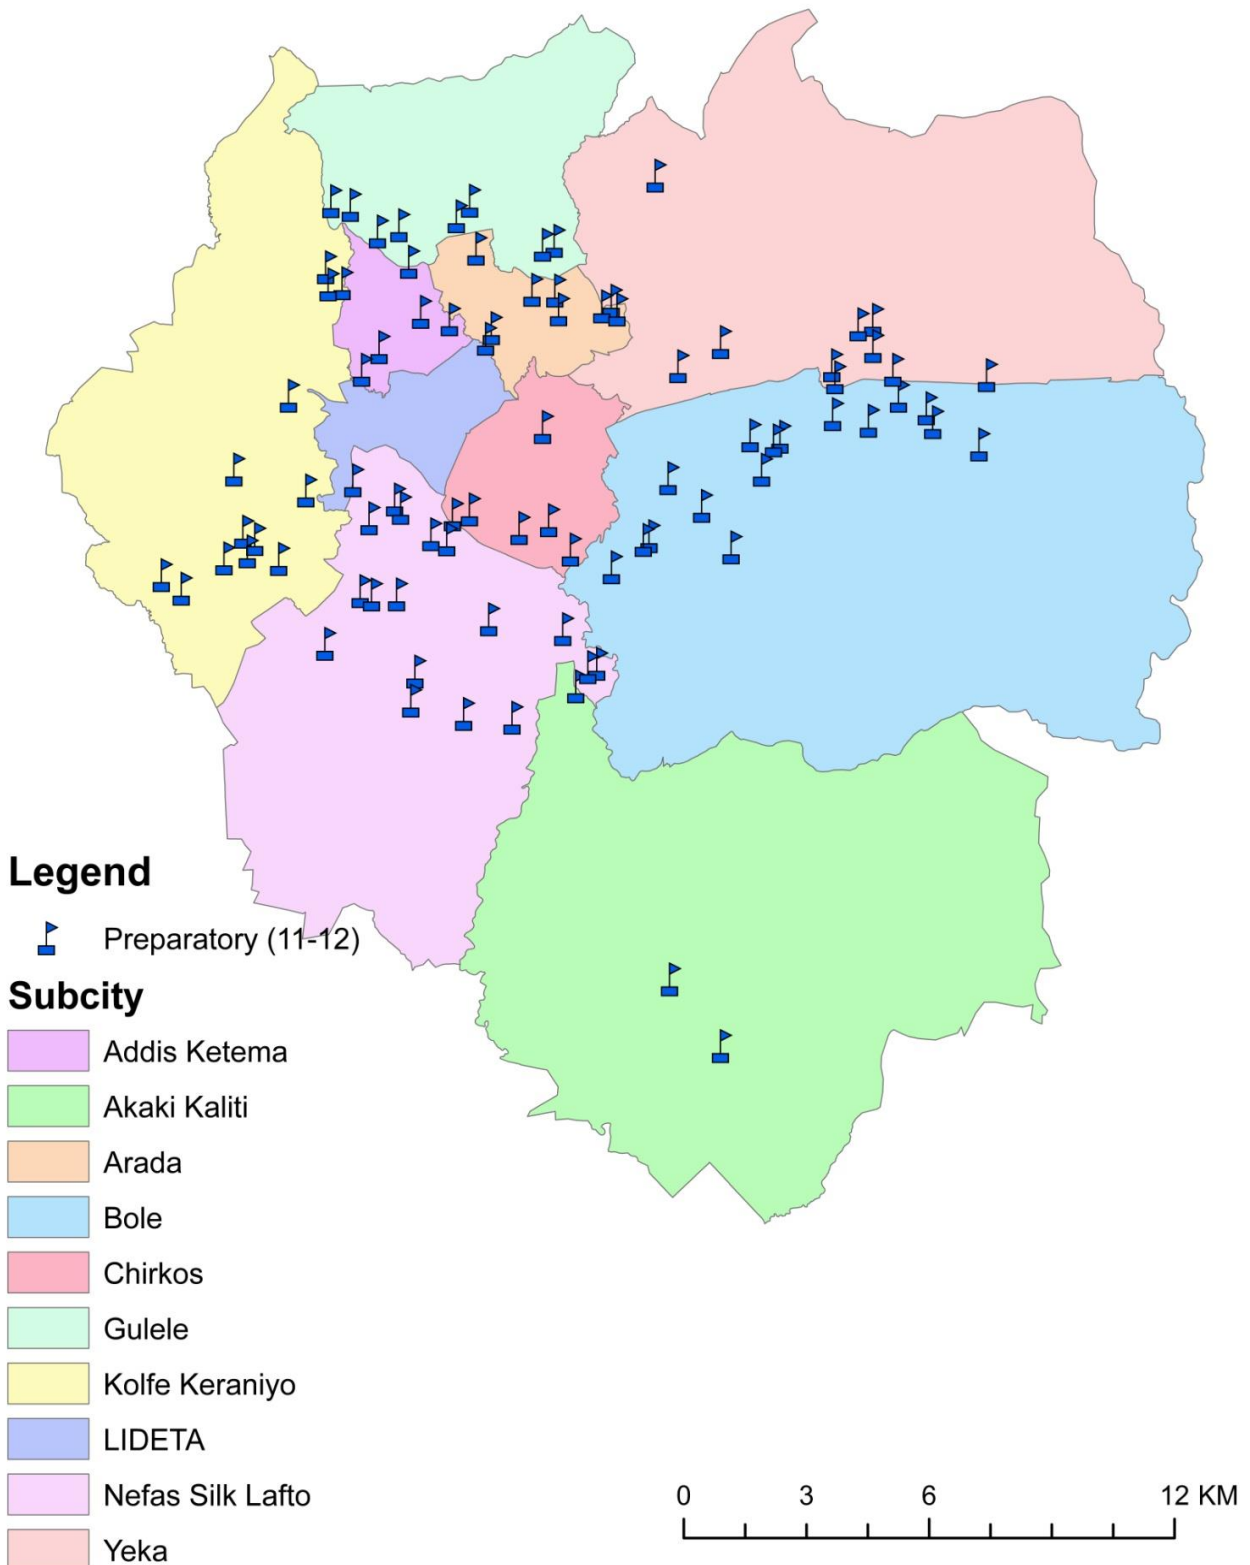 Legend
Preparatory (11-12)
Subcity
Addis Ketema
Akaki Kaliti
Arada
Bole
Chirkos
Gulele
Kolfe Keraniyo
LIDETA
Nefas Silk Lafto
Yeka
0 3 6 12 KM